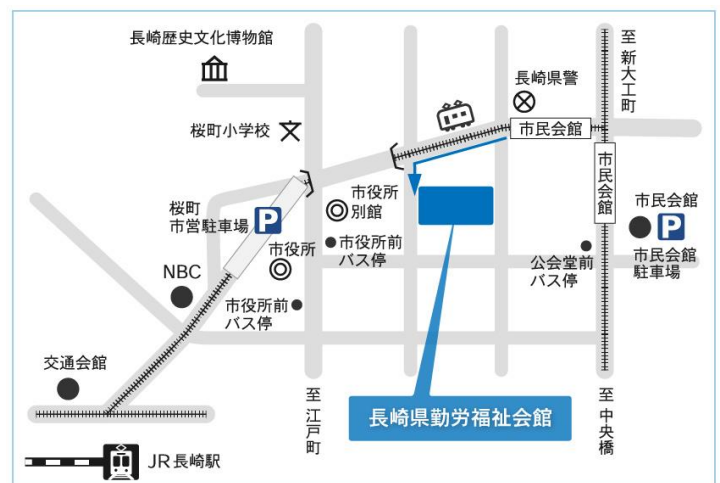 長崎歴史文化博物館
至 新大工町
長崎県警
桜町小学校
市民会館
市民会館
桜町
市営駐車場
P
市役所
別館
市役所
市役所前
バス停
市民会館
P
市民会館
駐車場
公会堂前
バス停
NBC
市役所前
バス停
交通会館
至 江戸町
至 中央橋
長崎県勤労福祉会館
JR長崎駅